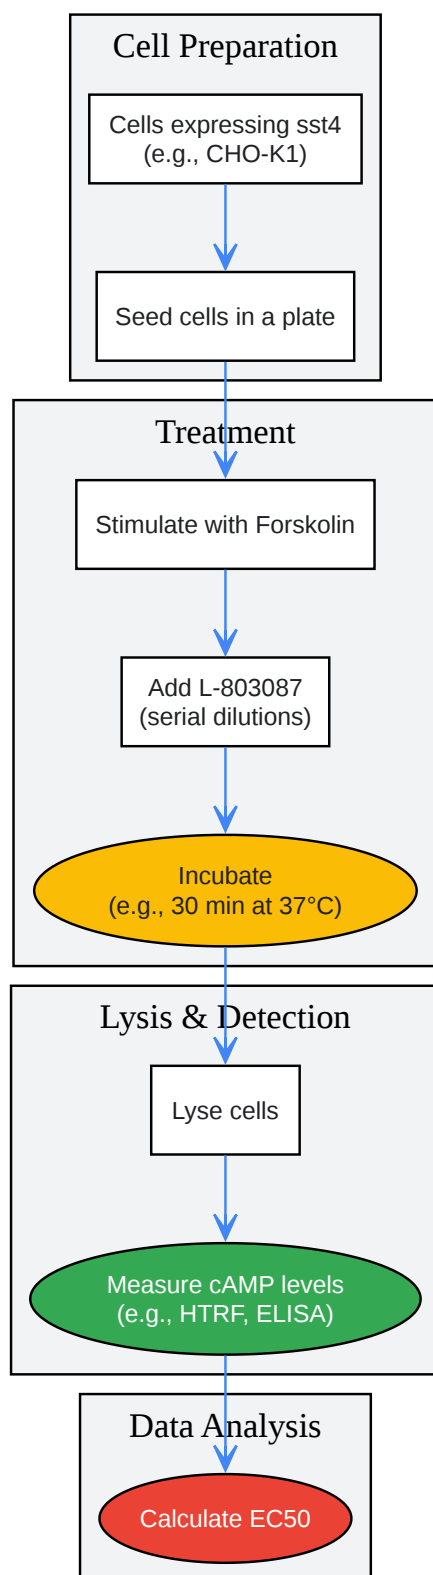 Cell Preparation
Cells expressing sst4
(e.g., CHO-K1)
Seed cells in a plate
Treatment
Stimulate with Forskolin
Add L-803087
(serial dilutions)
Incubate
(e.g., 30 min at 37°C)
Lysis & Detection
Lyse cells
Measure cAMP levels
(e.g., HTRF, ELISA)
Data Analysis
Calculate EC50